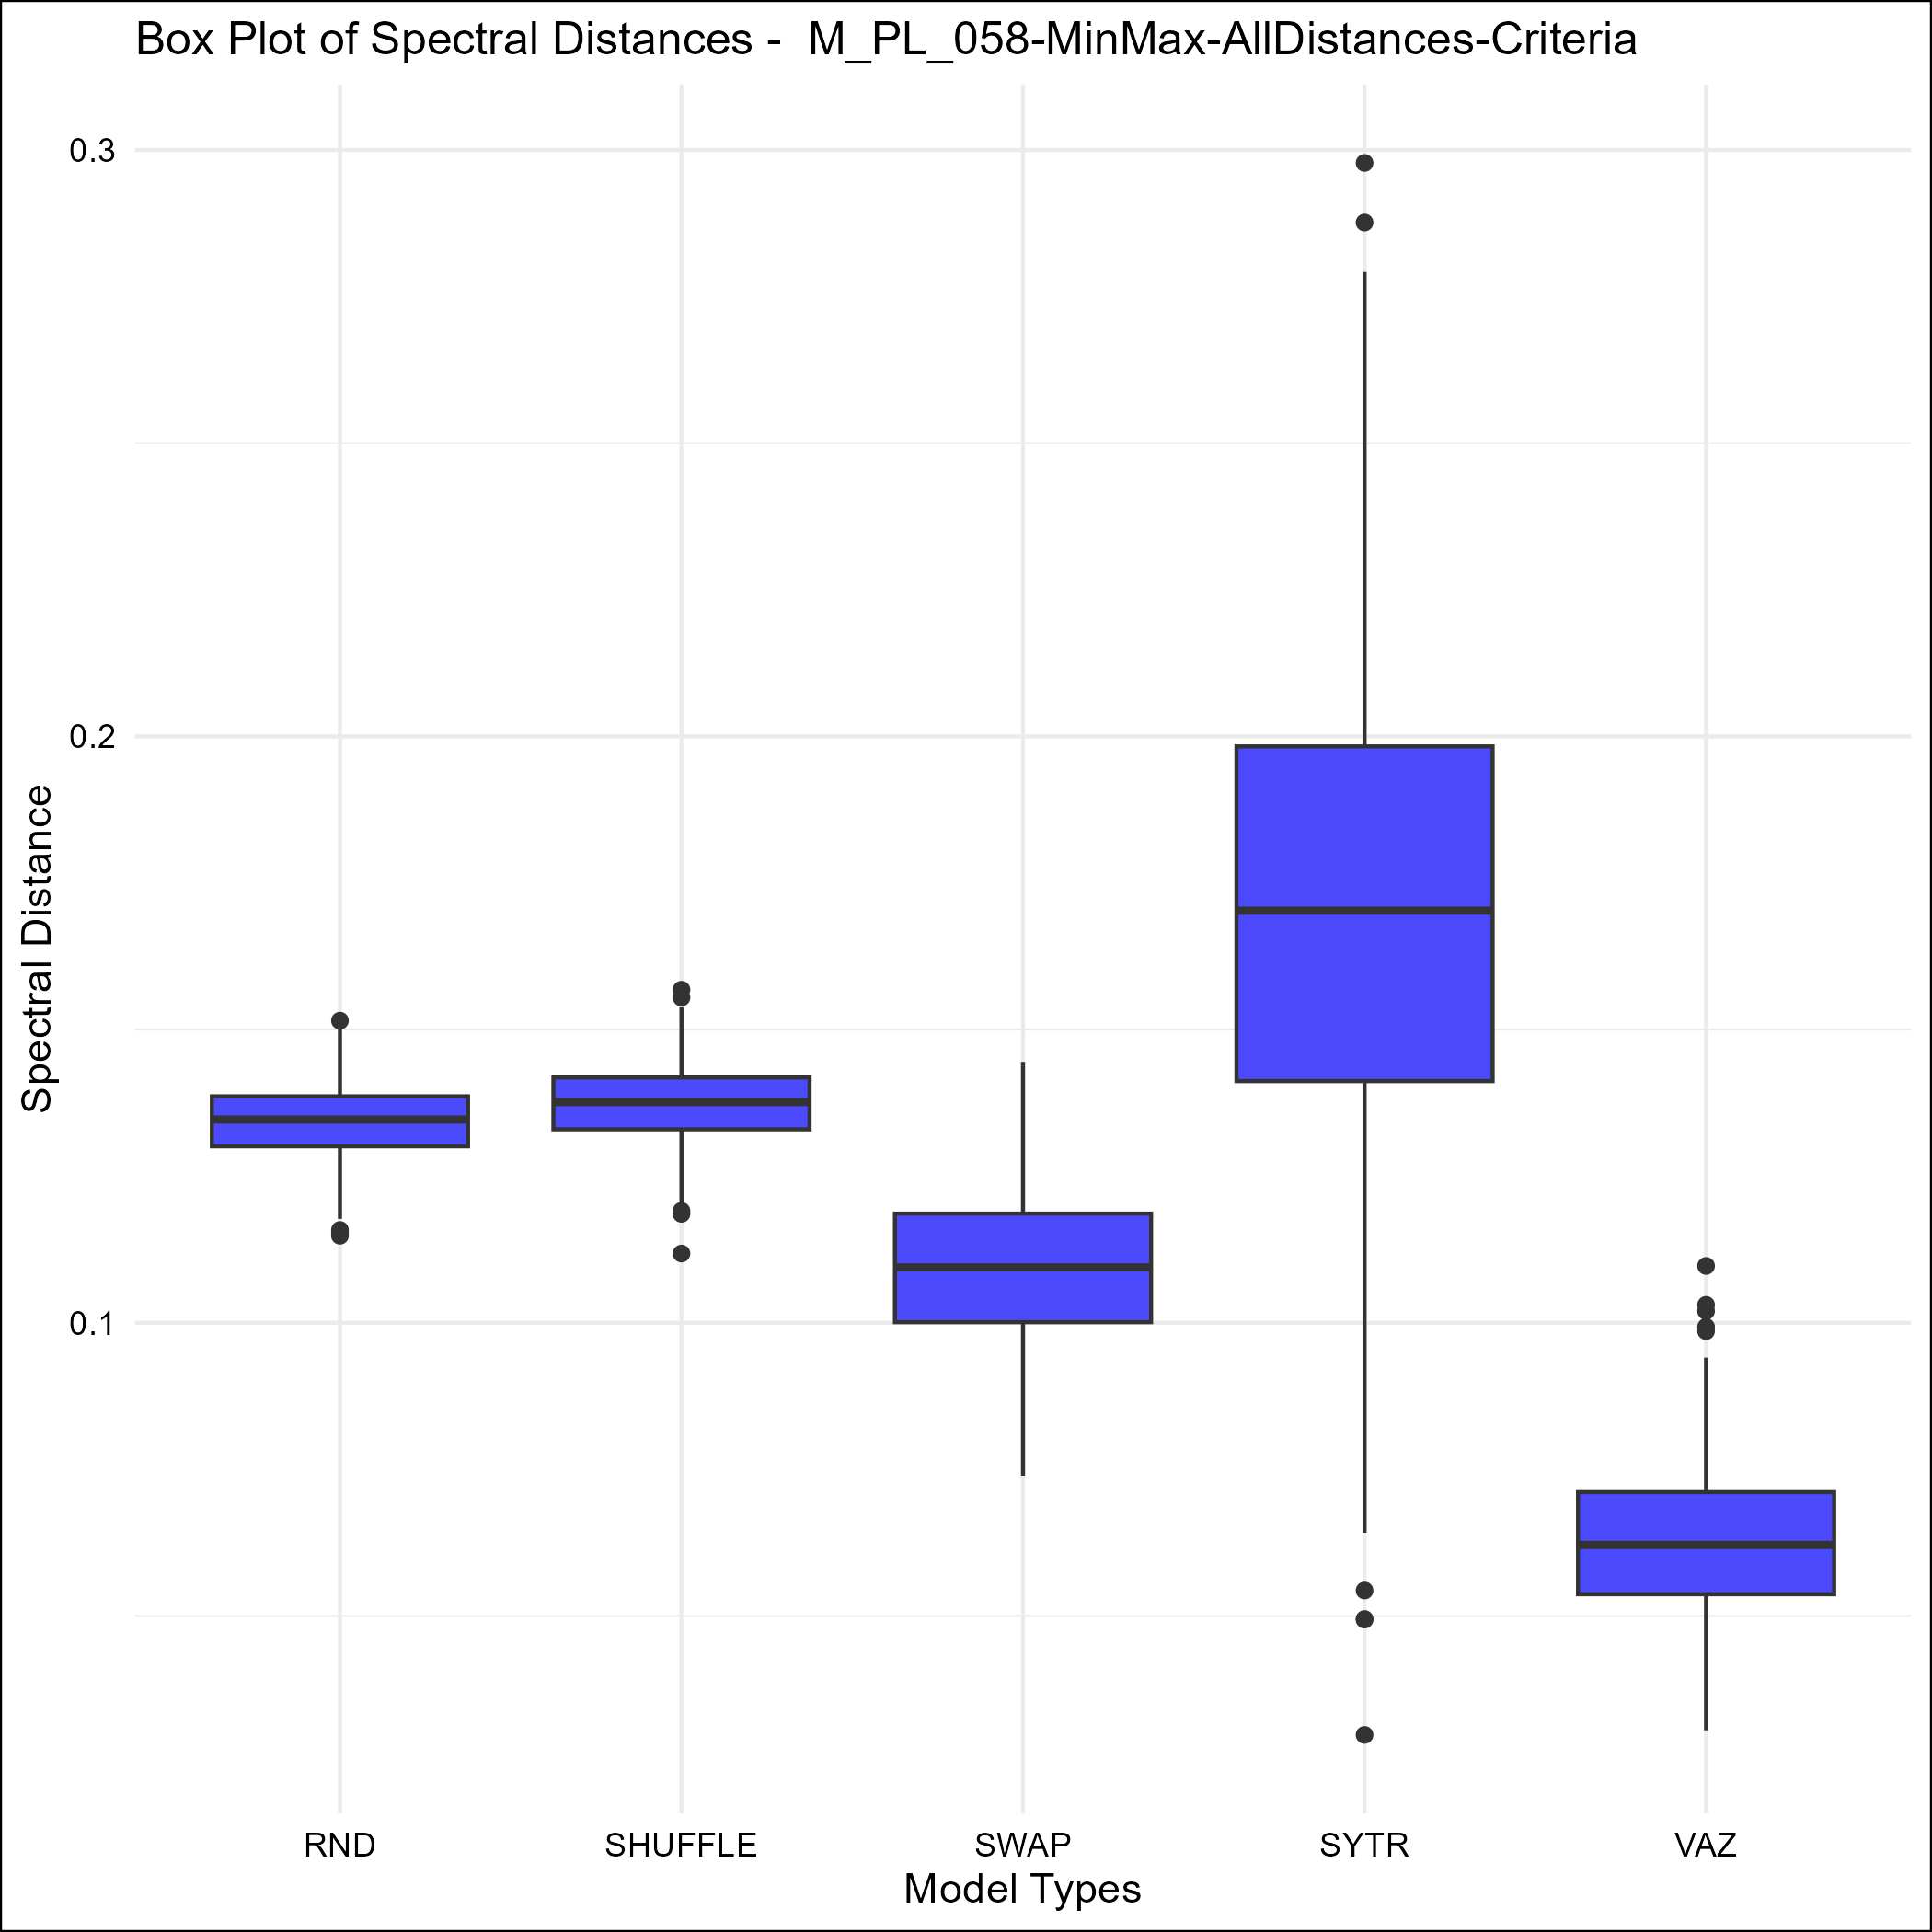 Box Plot of Spectral Distances -  M_PL_058-MinMax-AllDistances-Criteria
0.3
0.2
0.1
Spectral Distance
RND SHUFFLE SWAP SYTR VAZ
Model Types